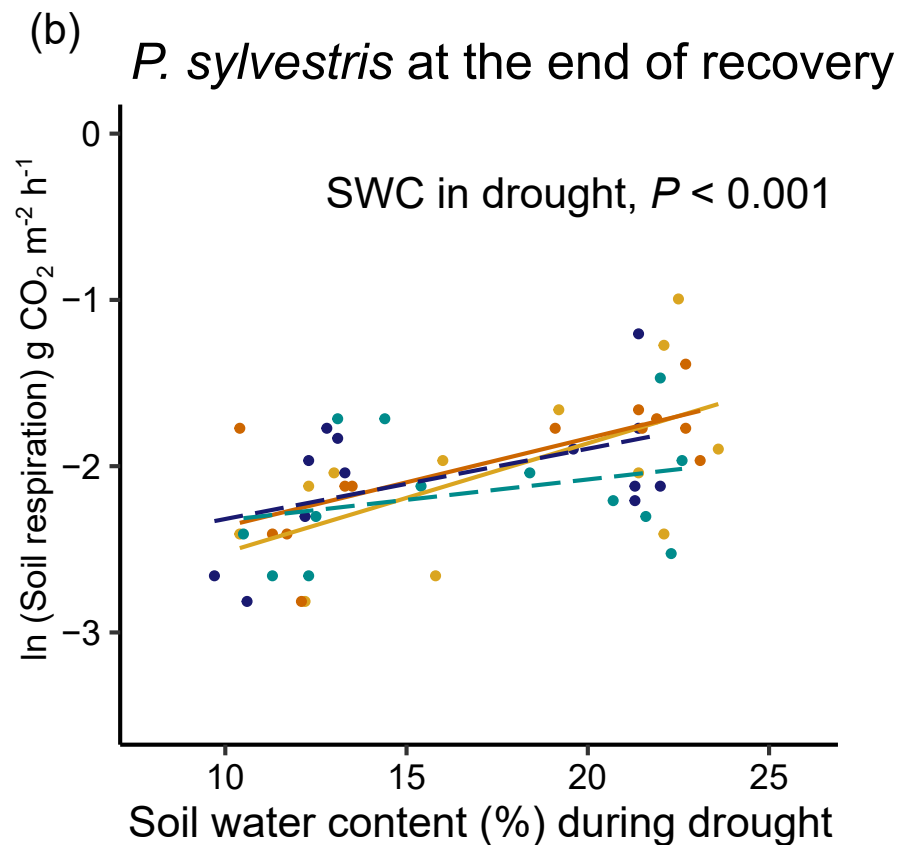 (b)
P. sylvestris at the end of recovery
0
SWC in drought, P < 0.001
−1
−2
−3
ln (Soil respiration) g CO₂ m⁻² h⁻¹
10 15 20 25
Soil water content (%) during drought